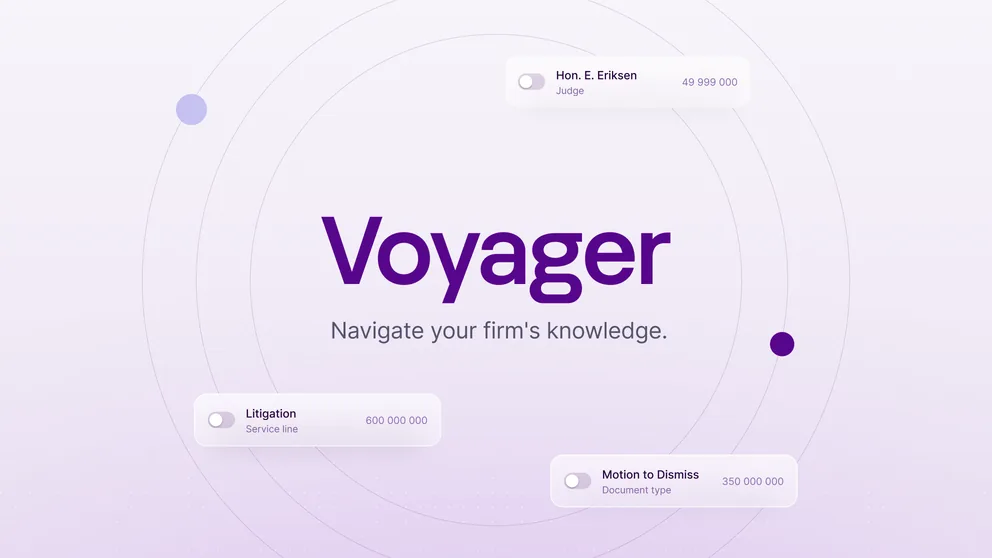 Hon. E. Eriksen
Judge
49 999 000
Voyager
Navigate your firm's knowledge.
Litigation
Service line
600 000 000
Motion to Dismiss
Document type
350 000 000